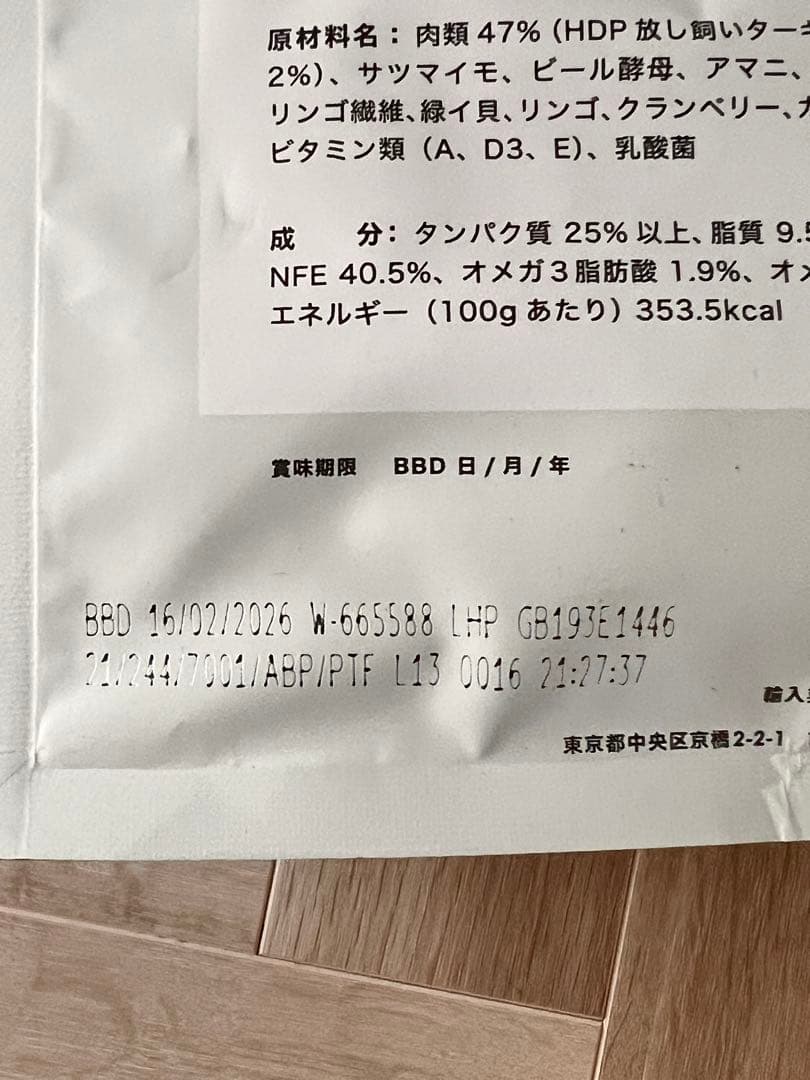 原材料名：肉類 47%（HDP 放し飼いターキ
2%）、サツマイモ、ビール酵母、アマニ、
リンゴ繊維、緑イ貝、リンゴ、クランベリー、
ビタミン類（A、D3、E）、乳酸菌
成　　分：タンパク質 25% 以上、脂質 9.5
NFE 40.5%、オメガ３脂肪酸 1.9%、オメ
エネルギー（100g あたり）353.5kcal
賞味期限　BBD 日 / 月 / 年
BBD 16/02/2026 W-665588 LHP GB193E1446
21/244/7001/ABP/PTF L13 0016 21:27:37
輸入
東京都中央区京橋2-2-1